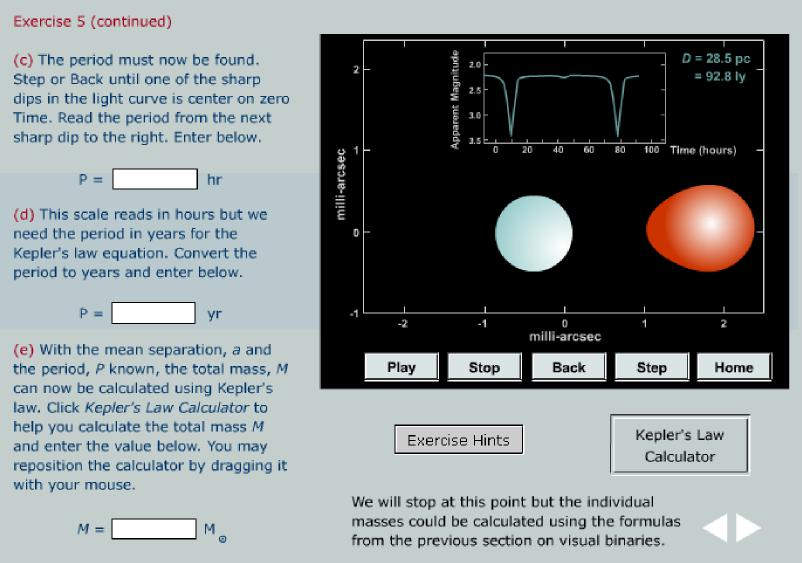 Exercise 5 (continued)
(c) The period must now be found.
Step or Back until one of the sharp
dips in the light curve is center on zero
Time. Read the period from the next
sharp dip to the right. Enter below.
P = hr
(d) This scale reads in hours but we
need the period in years for the
Kepler's law equation. Convert the
period to years and enter below.
P = yr
(e) With the mean separation, a and
the period, P known, the total mass, M
can now be calculated using Kepler's
law. Click Kepler's Law Calculator to
help you calculate the total mass M
and enter the value below. You may
reposition the calculator by dragging it
with your mouse.
M = M⊙
D = 28.5 pc
= 92.8 ly
Apparent Magnitude
2.0
2.5
3.0
3.5
0 20 40 60 80 100
Time (hours)
milli-arcsec
2
1
0
-1
-2 -1 0 1 2
milli-arcsec
Play Stop Back Step Home
Exercise Hints
Kepler's Law
Calculator
We will stop at this point but the individual
masses could be calculated using the formulas
from the previous section on visual binaries.